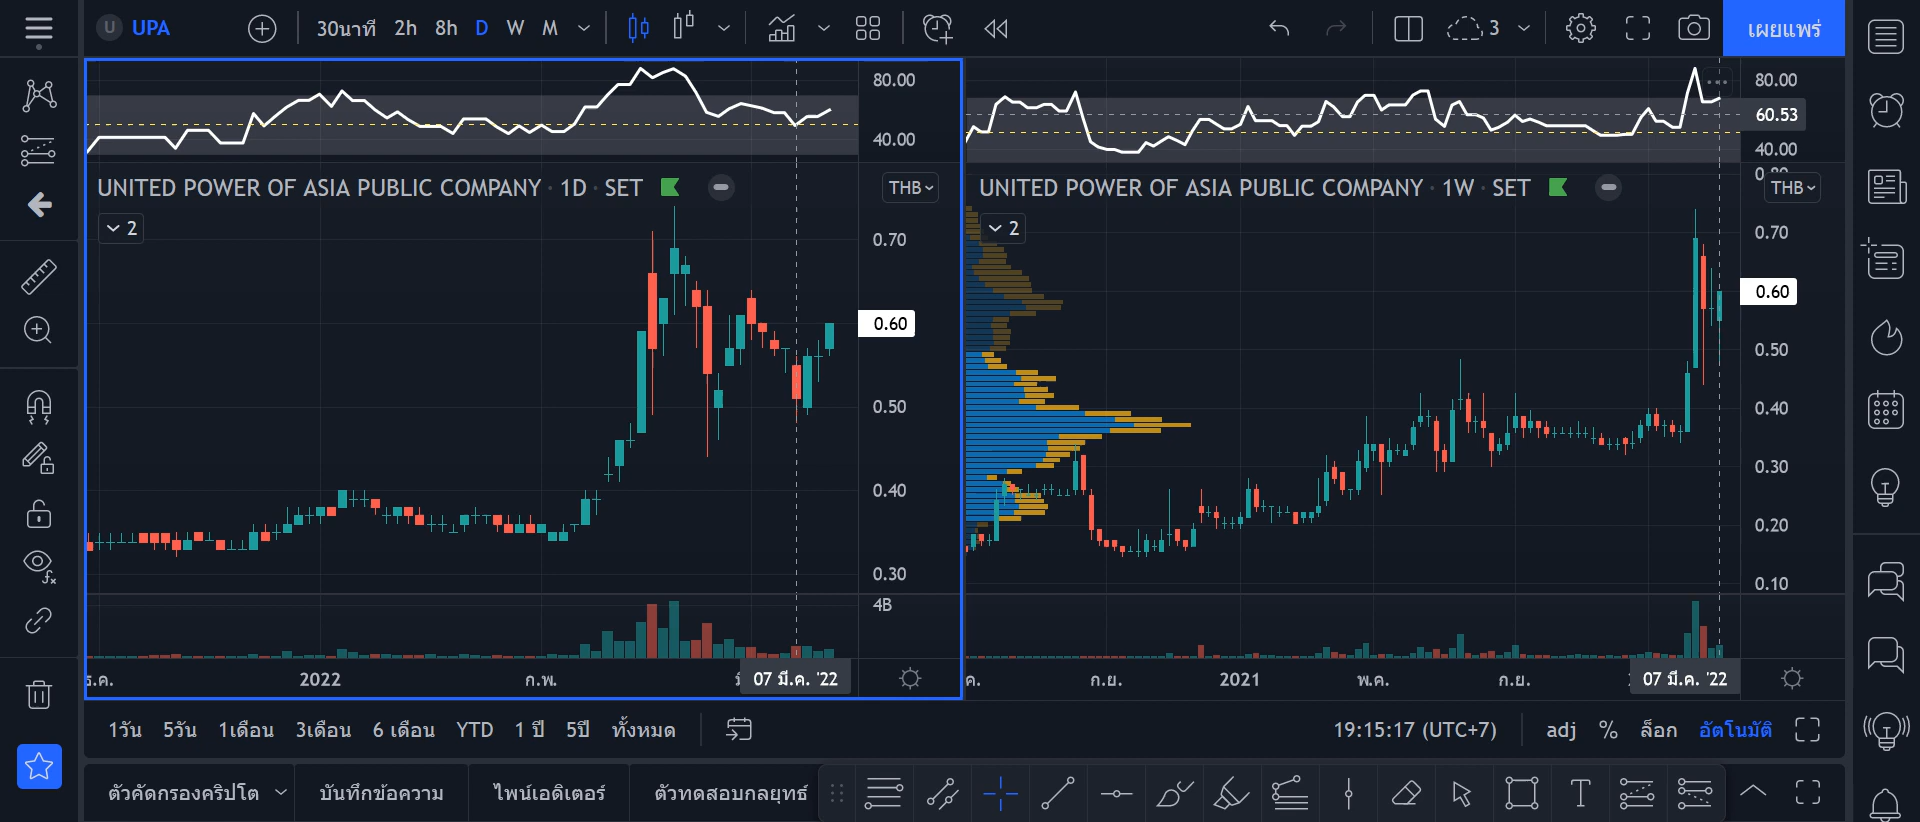 U UPA 30นาที 2h 8h D W M 3 เผยแพร่
80.00
40.00
UNITED POWER OF ASIA PUBLIC COMPANY · 1D · SET THB
2
0.70
0.60
0.50
0.40
0.30
4B
ธ.ค. 2022 ก.พ. 07 มี.ค. '22
80.00
60.53
40.00
UNITED POWER OF ASIA PUBLIC COMPANY · 1W · SET THB
2
0.70
0.60
0.50
0.40
0.30
0.20
0.10
ก.ย. 2021 พ.ค. ก.ย. 07 มี.ค. '22
1วัน 5วัน 1เดือน 3เดือน 6 เดือน YTD 1 ปี 5ปี ทั้งหมด 19:15:17 (UTC+7) adj % ล็อก อัตโนมัติ
ตัวคัดกรองคริปโต บันทึกข้อความ ไพน์เอดิเตอร์ ตัวทดสอบกลยุทธ์